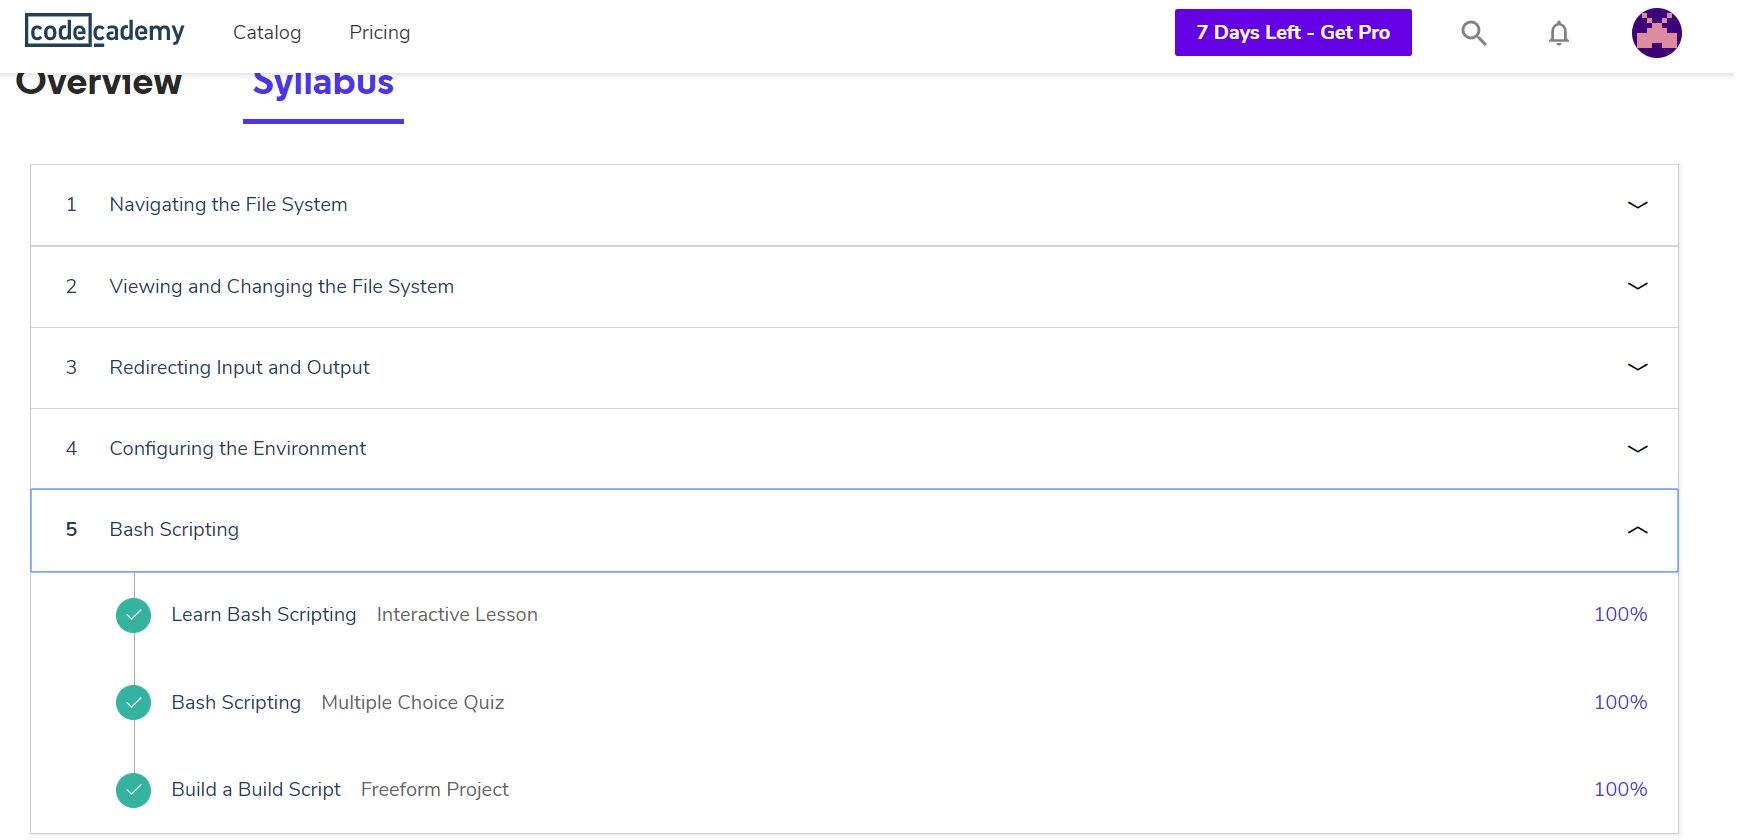 codecademy Catalog Pricing 7 Days Left - Get Pro
Overview Syllabus
1 Navigating the File System
2 Viewing and Changing the File System
3 Redirecting Input and Output
4 Configuring the Environment
5 Bash Scripting
Learn Bash Scripting Interactive Lesson 100%
Bash Scripting Multiple Choice Quiz 100%
Build a Build Script Freeform Project 100%